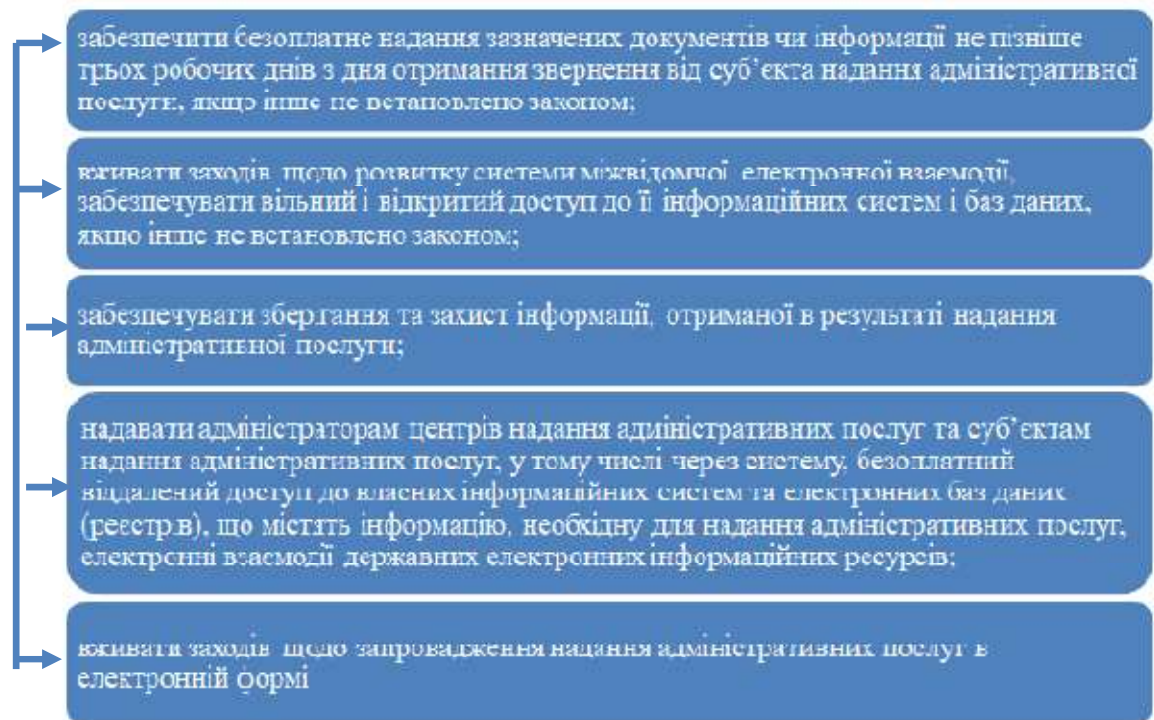 забезпечити безоплатне надання зазначених документів чи інформації не пізніше
трьох робочих днів з дня отримання звернення від суб’єкта надання адміністративної
послуги, якщо інше не встановлено законом;
вживати заходів щодо розвитку системи міжвідомчої електронної взаємодії,
забезпечувати вільний і відкритий доступ до її інформаційних систем і баз даних,
якщо інше не встановлено законом;
забезпечувати зберігання та захист інформації, отриманої в результаті надання
адміністративної послуги;
надавати адміністраторам центрів надання адміністративних послуг та суб’єктам
надання адміністративних послуг, у тому числі через систему, безоплатний
віддалений доступ до власних інформаційних систем та електронних баз даних
(реєстрів), що містять інформацію, необхідну для надання адміністративних послуг,
електронні взаємодії державних електронних інформаційних ресурсів;
вживати заходів щодо запровадження надання адміністративних послуг в
електронній формі